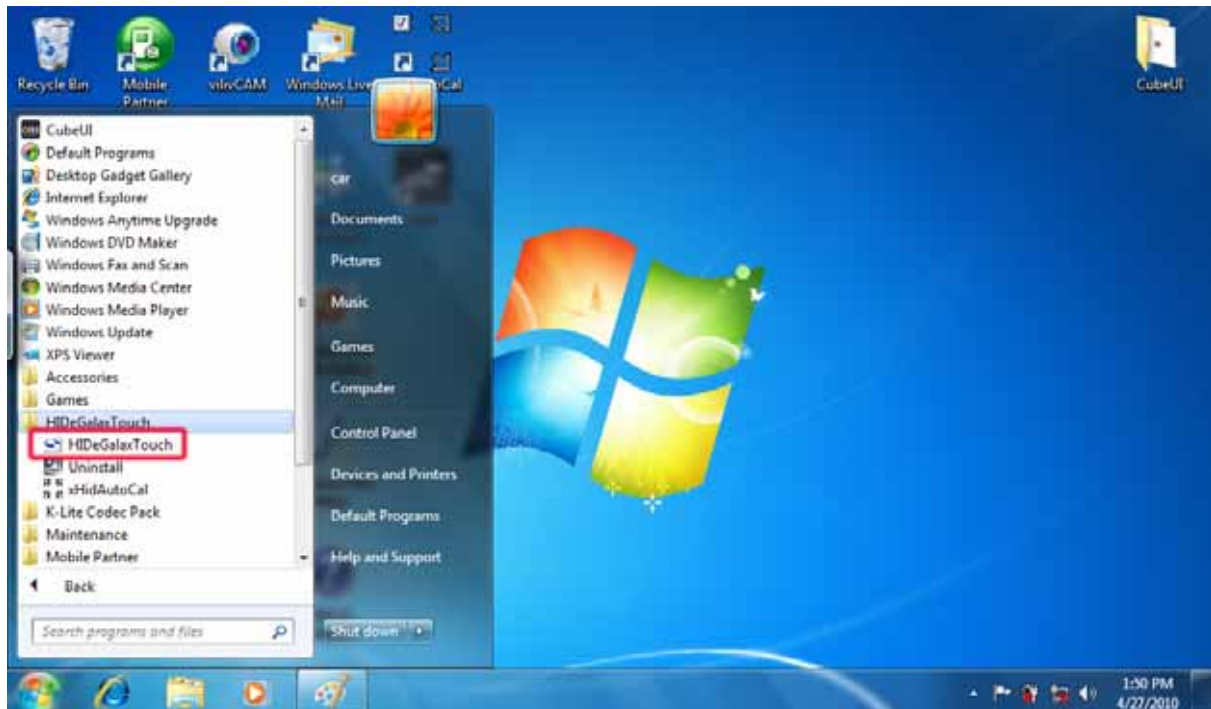 Recycle Bin
Mobile Partner
vilivCAM
Windows Live Mail
oCal
CubeUI
CubeUI
Default Programs
Desktop Gadget Gallery
Internet Explorer
Windows Anytime Upgrade
Windows DVD Maker
Windows Fax and Scan
Windows Media Center
Windows Media Player
Windows Update
XPS Viewer
Accessories
Games
HIDeGalaxTouch
HIDeGalaxTouch
Uninstall
xHidAutoCal
K-Lite Codec Pack
Maintenance
Mobile Partner
Back
Search programs and files
car
Documents
Pictures
Music
Games
Computer
Control Panel
Devices and Printers
Default Programs
Help and Support
Shut down
1:50 PM
4/27/2010